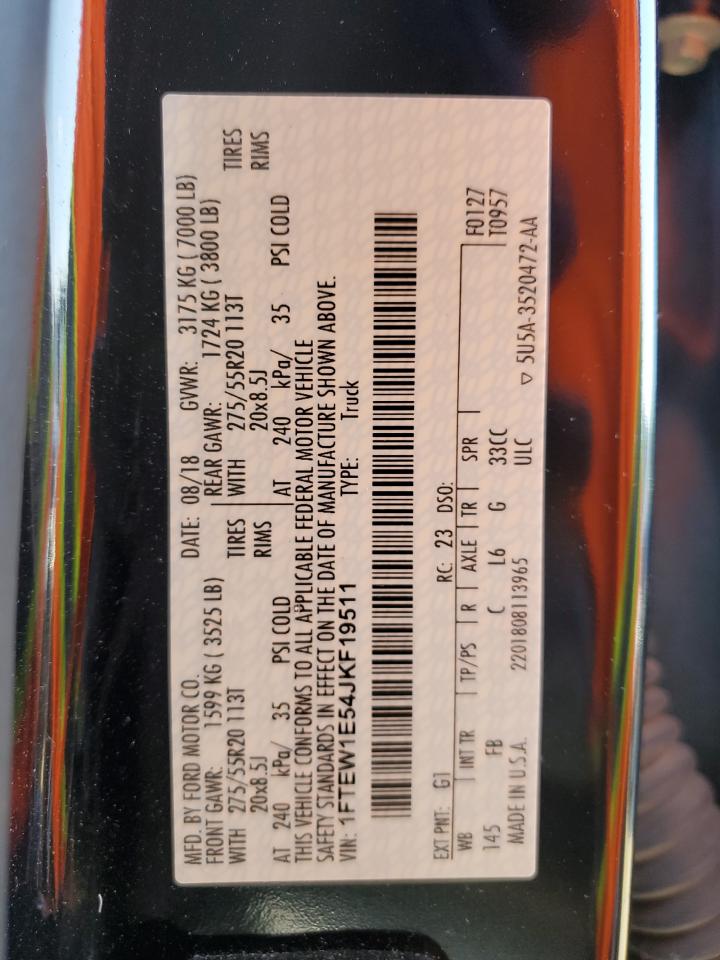 MFD. BY FORD MOTOR CO. DATE: 08/18 GVWR: 3175 KG ( 7000 LB)
FRONT GAWR: 1599 KG ( 3525 LB) REAR GAWR: 1724 KG ( 3800 LB)
WITH 275/55R20 113T TIRES WITH 275/55R20 113T TIRES
20x8.5J RIMS 20x8.5J RIMS
AT 240 kPa/ 35 PSI COLD AT 240 kPa/ 35 PSI COLD
THIS VEHICLE CONFORMS TO ALL APPLICABLE FEDERAL MOTOR VEHICLE
SAFETY STANDARDS IN EFFECT ON THE DATE OF MANUFACTURE SHOWN ABOVE.
VIN: 1FTEW1E54JKF19511 TYPE: Truck
EXT PNT: G1 RC: 23 DSO: F0127
WB INT TR TP/PS R AXLE TR SPR T0957
145 FB C L6 G 33CC
MADE IN U.S.A. 2201808113965 ULC ▽ 5U5A-3520472-AA